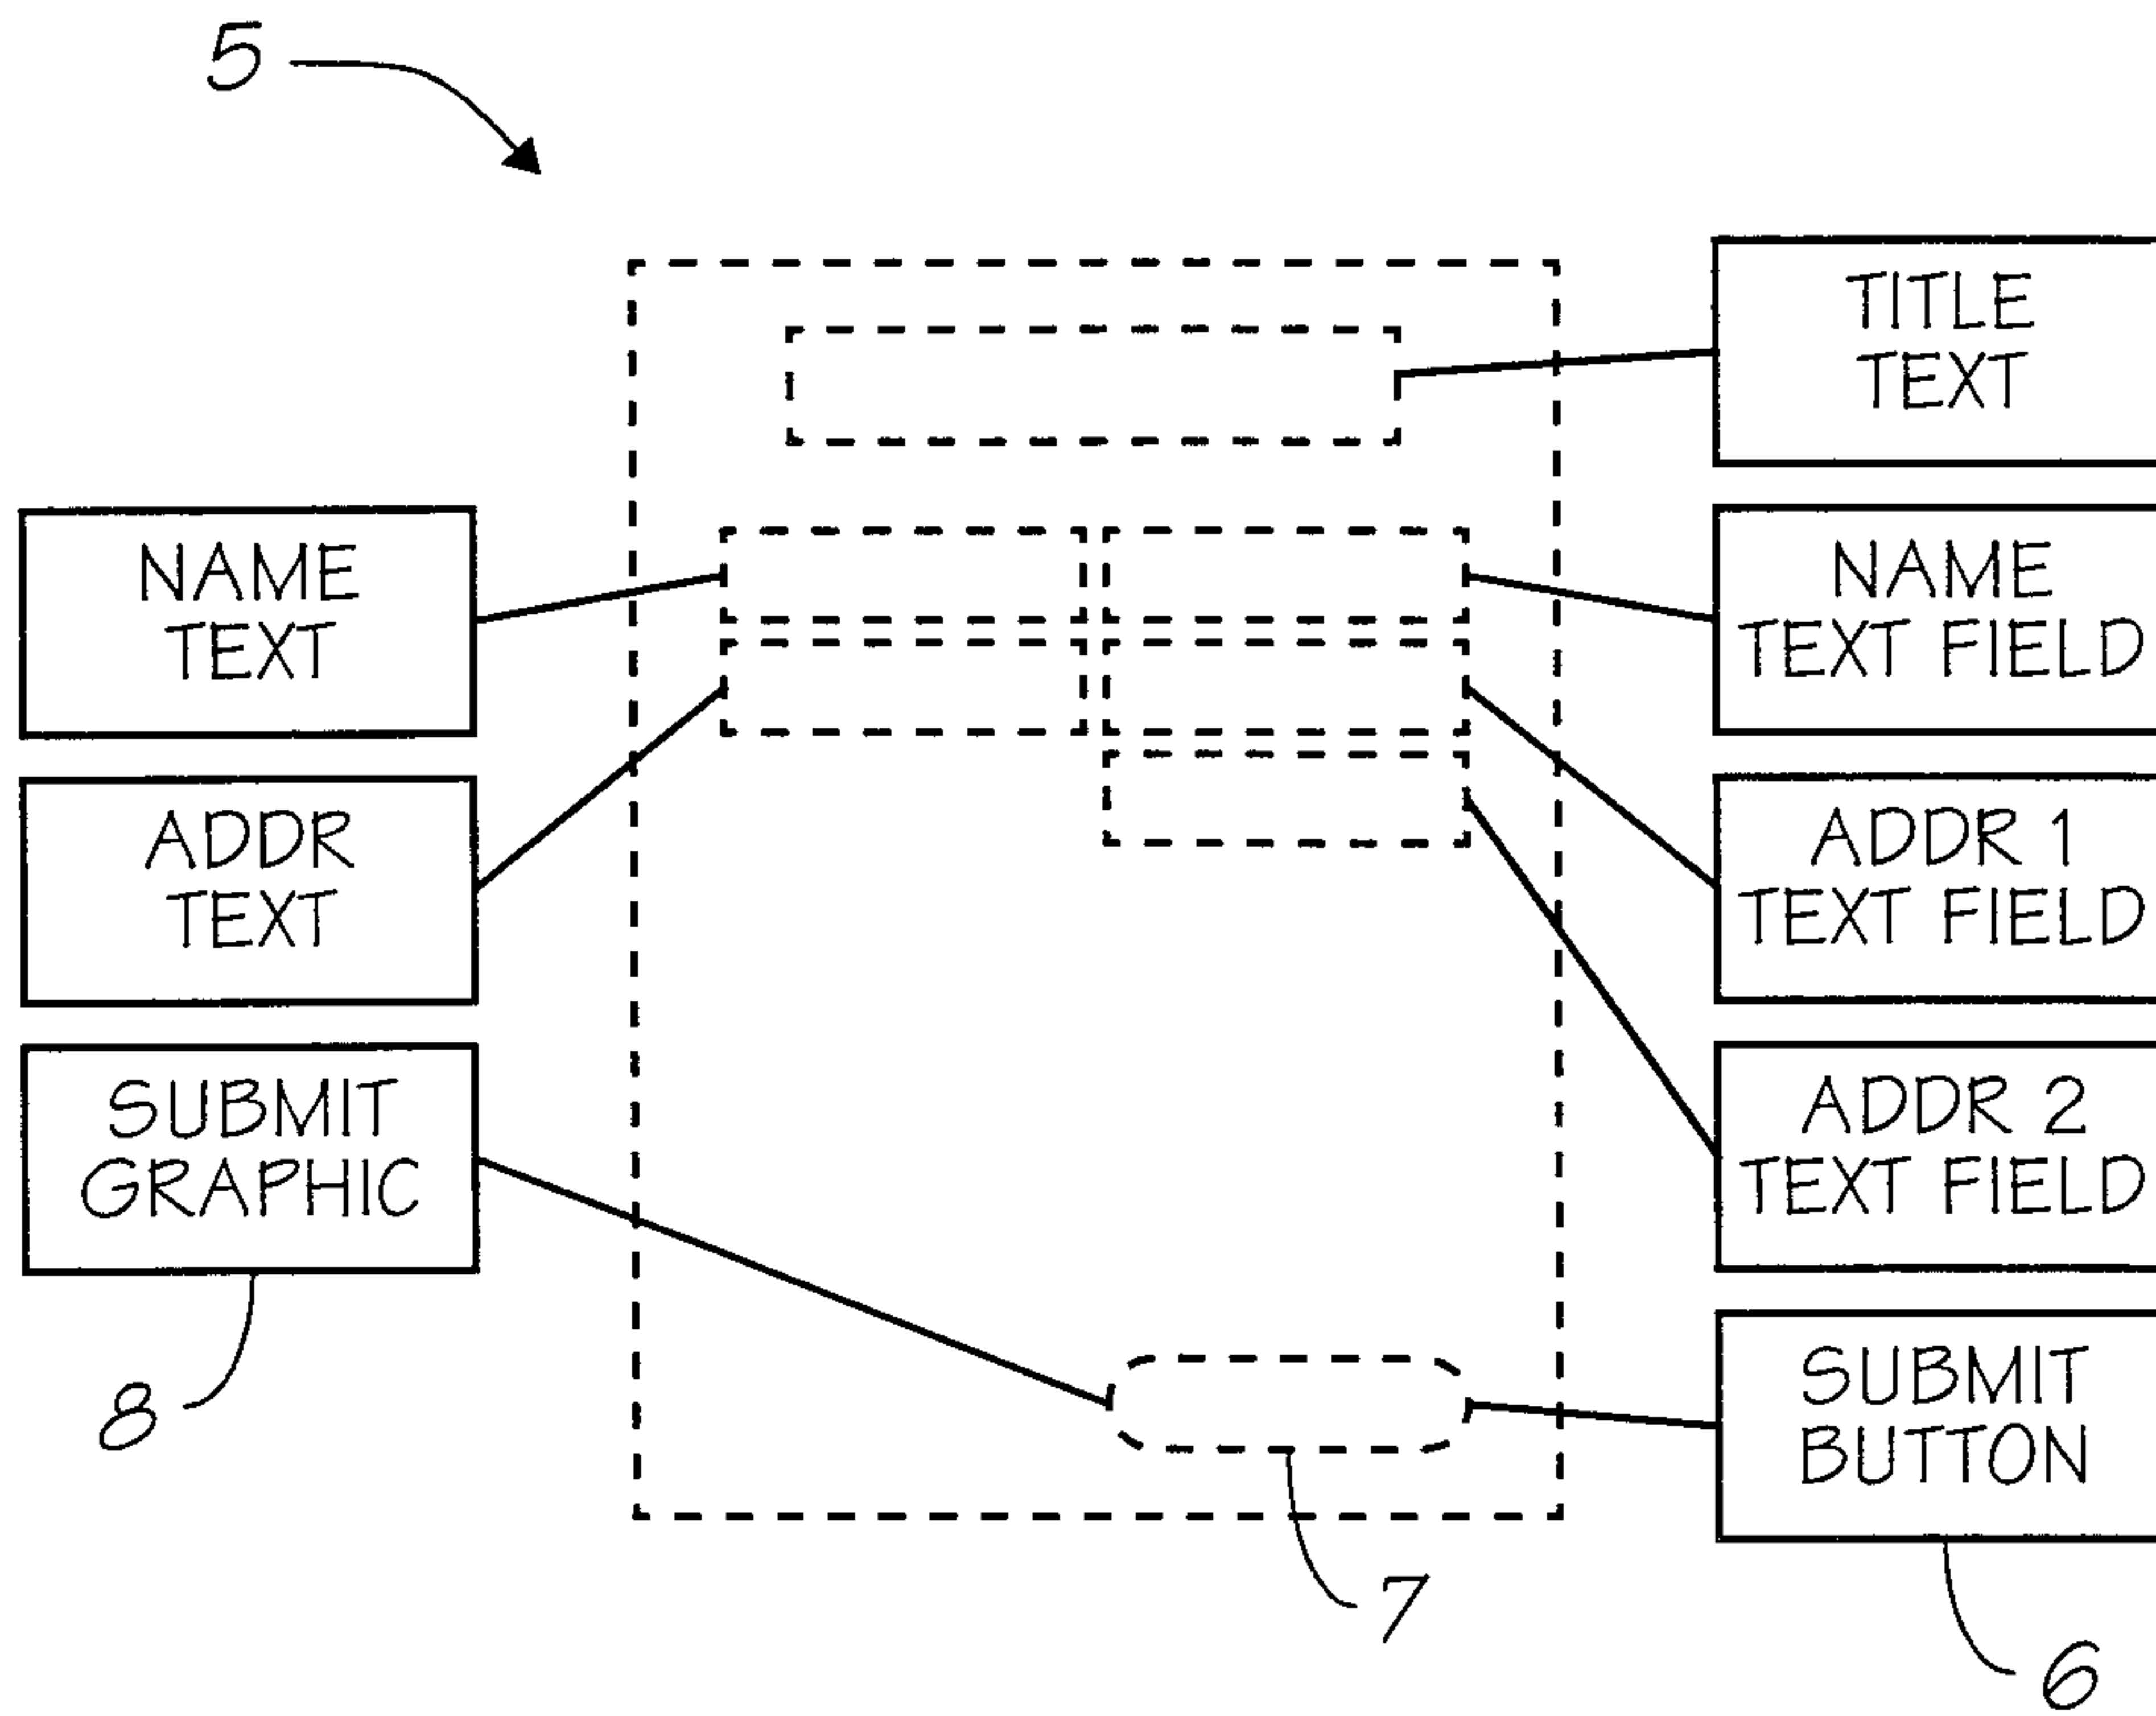 5
TITLE
TEXT
NAME
TEXT
NAME
TEXT FIELD
ADDR
TEXT
ADDR 1
TEXT FIELD
SUBMIT
GRAPHIC
ADDR 2
TEXT FIELD
SUBMIT
BUTTON
8
7
6